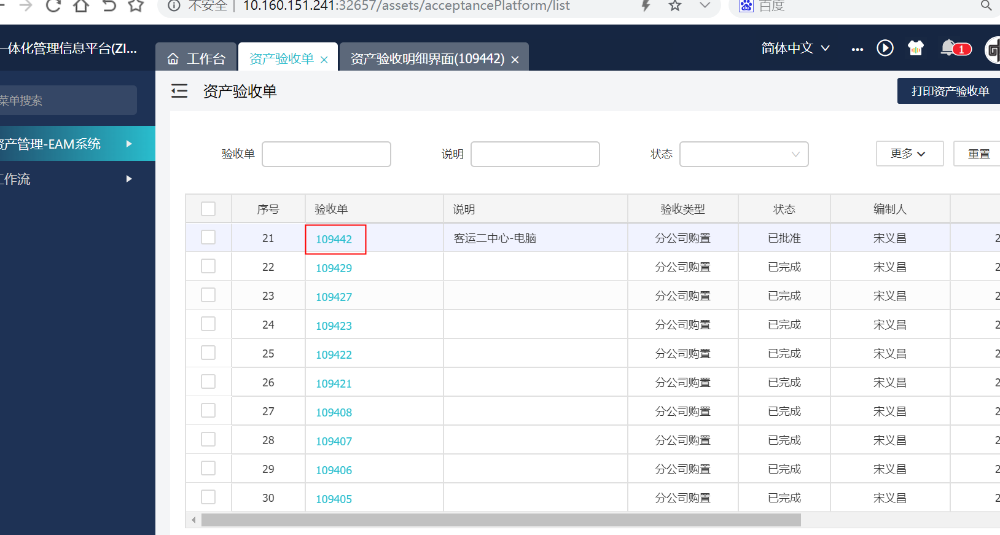 不安全 | 10.160.151.241:32657/assets/acceptancePlatform/list
百度
一体化管理信息平台(ZI...
工作台
资产验收单
资产验收明细界面(109442)
简体中文
1
菜单搜索
资产管理-EAM系统
工作流
资产验收单
打印资产验收单
验收单
说明
状态
更多
重置
序号 验收单 说明 验收类型 状态 编制人
21 109442 客运二中心-电脑 分公司购置 已批准 宋义昌 2
22 109429 分公司购置 已完成 宋义昌 2
23 109427 分公司购置 已完成 宋义昌 2
24 109423 分公司购置 已完成 宋义昌 2
25 109422 分公司购置 已完成 宋义昌 2
26 109421 分公司购置 已完成 宋义昌 2
27 109408 分公司购置 已完成 宋义昌 2
28 109407 分公司购置 已完成 宋义昌 2
29 109406 分公司购置 已完成 宋义昌 2
30 109405 分公司购置 已完成 宋义昌 2